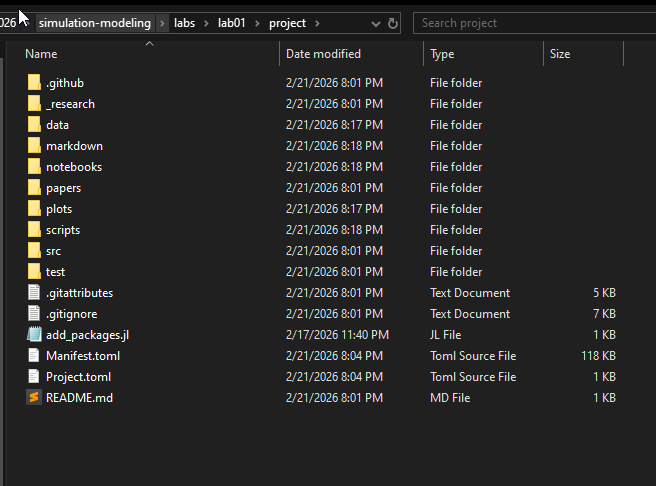 026 > simulation-modeling > labs > lab01 > project > Search project
Name Date modified Type Size
.github 2/21/2026 8:01 PM File folder
_research 2/21/2026 8:01 PM File folder
data 2/21/2026 8:17 PM File folder
markdown 2/21/2026 8:18 PM File folder
notebooks 2/21/2026 8:18 PM File folder
papers 2/21/2026 8:01 PM File folder
plots 2/21/2026 8:17 PM File folder
scripts 2/21/2026 8:18 PM File folder
src 2/21/2026 8:01 PM File folder
test 2/21/2026 8:01 PM File folder
.gitattributes 2/21/2026 8:01 PM Text Document 5 KB
.gitignore 2/21/2026 8:01 PM Text Document 7 KB
add_packages.jl 2/17/2026 11:40 PM JL File 1 KB
Manifest.toml 2/21/2026 8:04 PM Toml Source File 118 KB
Project.toml 2/21/2026 8:04 PM Toml Source File 1 KB
README.md 2/21/2026 8:01 PM MD File 1 KB